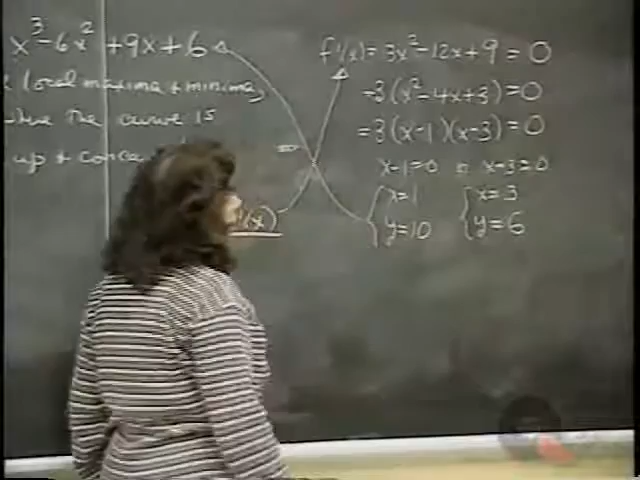 x³-6x²+9x+6
local maxima + minima,
the curve is
up + conca
(x)
f'(x) = 3x²-12x+9 = 0
=3(x²-4x+3)=0
=3(x-1)(x-3)=0
x-1=0 or x-3=0
x=1 x=3
y=10 y=6